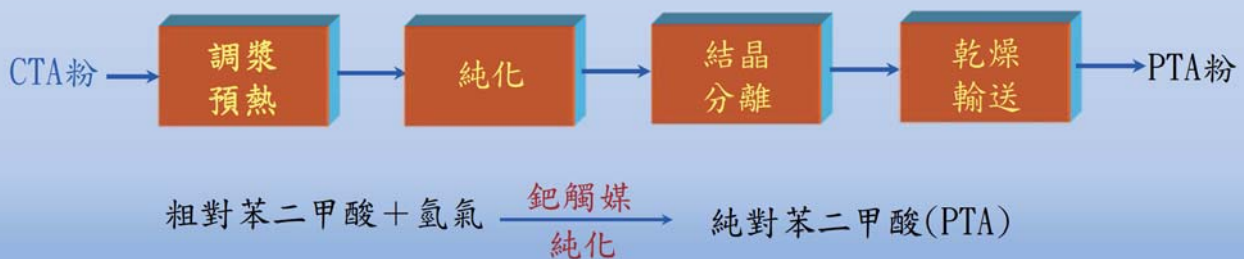 CTA粉
調漿
預熱
純化
結晶
分離
乾燥
輸送
PTA粉
粗對苯二甲酸＋氫氣
鈀觸媒
純化
純對苯二甲酸(PTA)